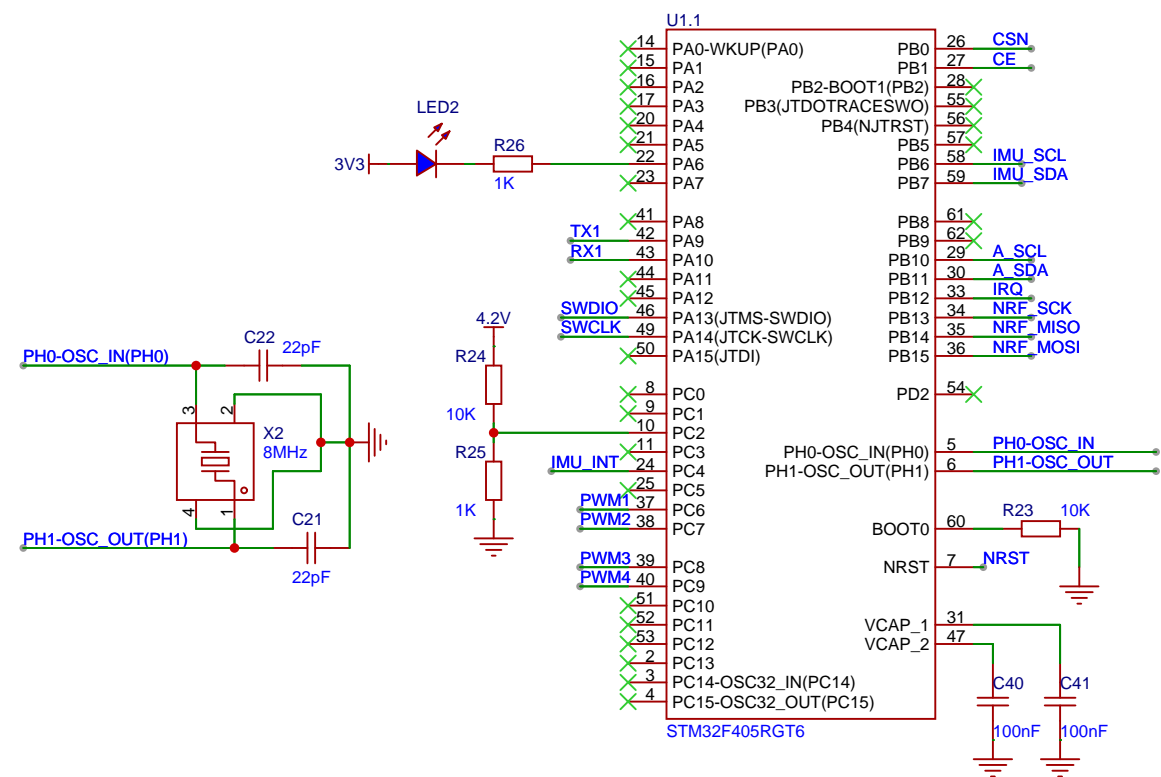 U1.1
14 PA0-WKUP(PA0)
15 PA1
16 PA2
17 PA3
20 PA4
21 PA5
22 PA6
23 PA7
41 PA8
42 PA9
43 PA10
44 PA11
45 PA12
46 PA13(JTMS-SWDIO)
49 PA14(JTCK-SWCLK)
50 PA15(JTDI)
8 PC0
9 PC1
10 PC2
11 PC3
24 PC4
25 PC5
37 PC6
38 PC7
39 PC8
40 PC9
51 PC10
52 PC11
53 PC12
2 PC13
3 PC14-OSC32_IN(PC14)
4 PC15-OSC32_OUT(PC15)
PB0 26 CSN
PB1 27 CE
PB2-BOOT1(PB2) 28
PB3(JTDOTRACESWO) 55
PB4(NJTRST) 56
PB5 57
PB6 58 IMU_SCL
PB7 59 IMU_SDA
PB8 61
PB9 62
PB10 29 A_SCL
PB11 30 A_SDA
PB12 33 IRQ
PB13 34 NRF_SCK
PB14 35 NRF_MISO
PB15 36 NRF_MOSI
PD2 54
PH0-OSC_IN(PH0) 5 PH0-OSC_IN
PH1-OSC_OUT(PH1) 6 PH1-OSC_OUT
BOOT0 60
R23 10K
NRST 7 NRST
VCAP_1 31
VCAP_2 47
C40 C41
100nF 100nF
STM32F405RGT6
LED2
3V3
R26
1K
TX1
RX1
SWDIO
SWCLK
4.2V
R24
10K
R25
1K
IMU_INT
PWM1
PWM2
PWM3
PWM4
PH0-OSC_IN(PH0)
C22
22pF
3 2
X2
8MHz
4 1
PH1-OSC_OUT(PH1)
C21
22pF